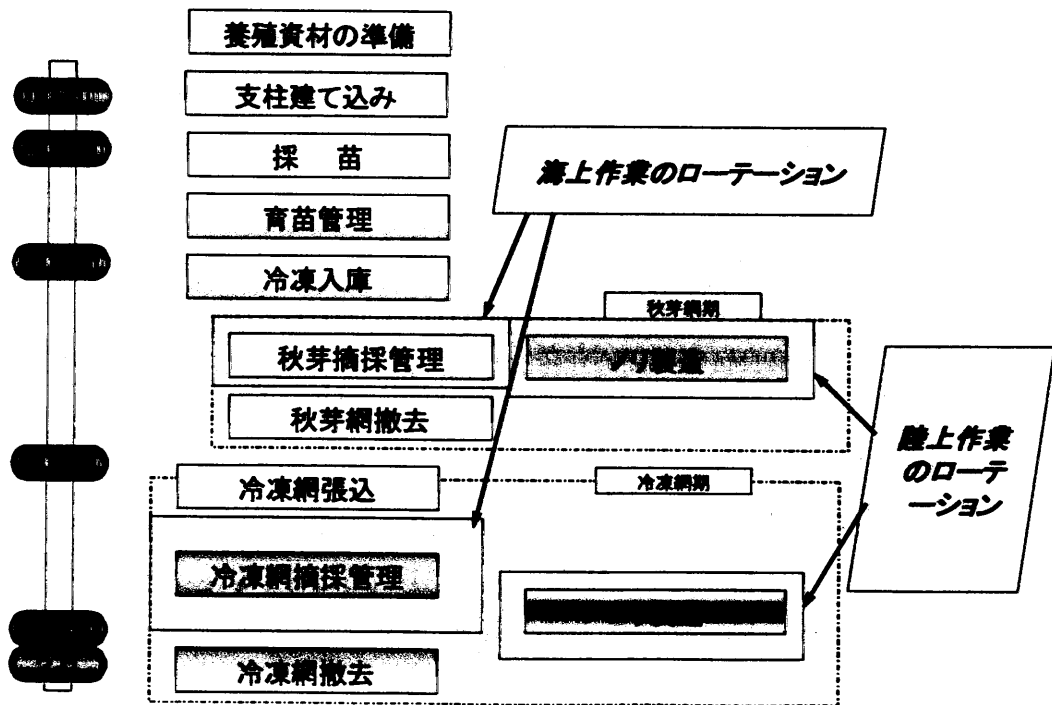 養殖資材の準備
支柱建て込み
採　苗
海上作業のローテーション
育苗管理
冷凍入庫
秋芽網期
秋芽摘採管理
ノリ製造
秋芽網撤去
陸上作業
のローテ
ーション
冷凍網張込
冷凍網期
冷凍網摘採管理
冷凍網撤去